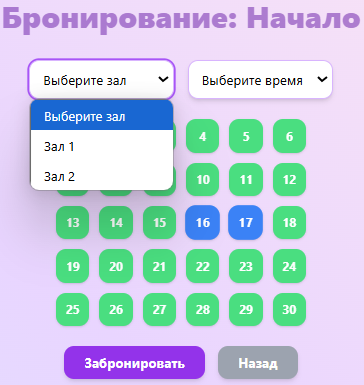 Бронирование: Начало
Выберите зал Выберите время
Выберите зал
Зал 1
Зал 2
4 5 6
10 11 12
13 14 15 16 17 18
19 20 21 22 23 24
25 26 27 28 29 30
Забронировать Назад